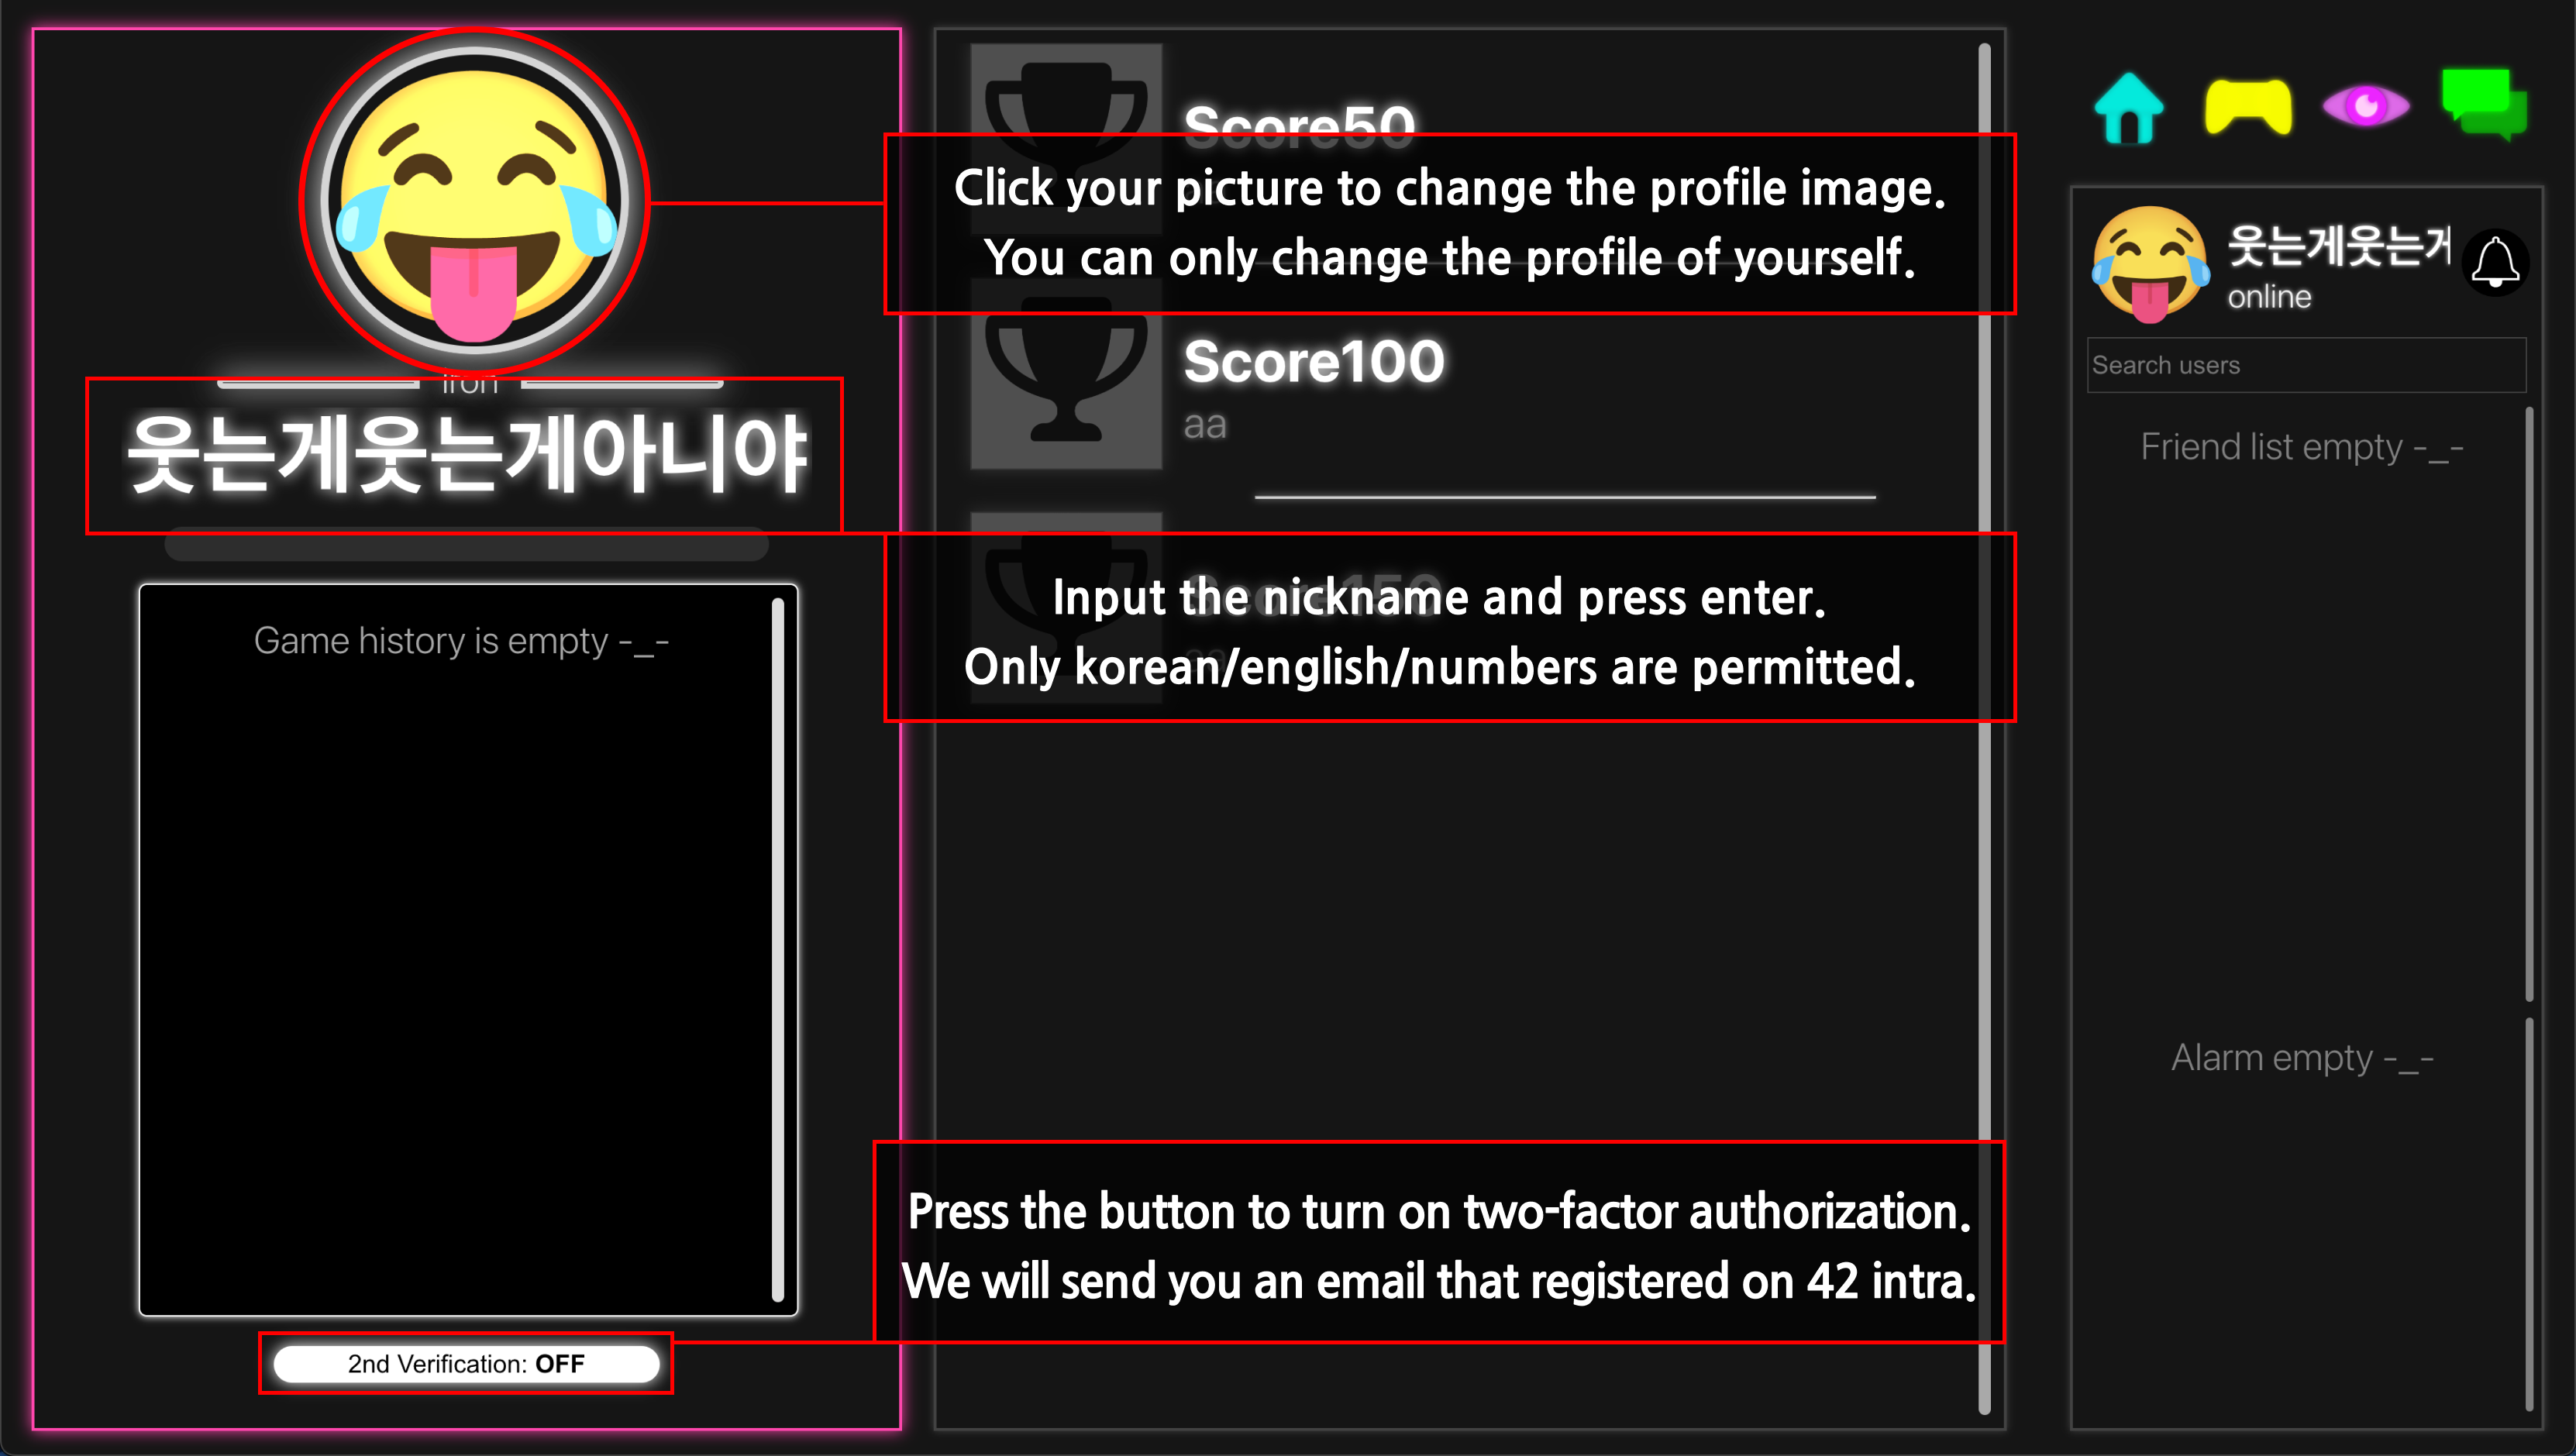 iron
웃는게웃는게아니야
Game history is empty -_-
2nd Verification: OFF
Score50
Click your picture to change the profile image.
You can only change the profile of yourself.
Score100
aa
Score150
aa
Input the nickname and press enter.
Only korean/english/numbers are permitted.
Press the button to turn on two-factor authorization.
We will send you an email that registered on 42 intra.
웃는게웃는게
online
Search users
Friend list empty -_-
Alarm empty -_-